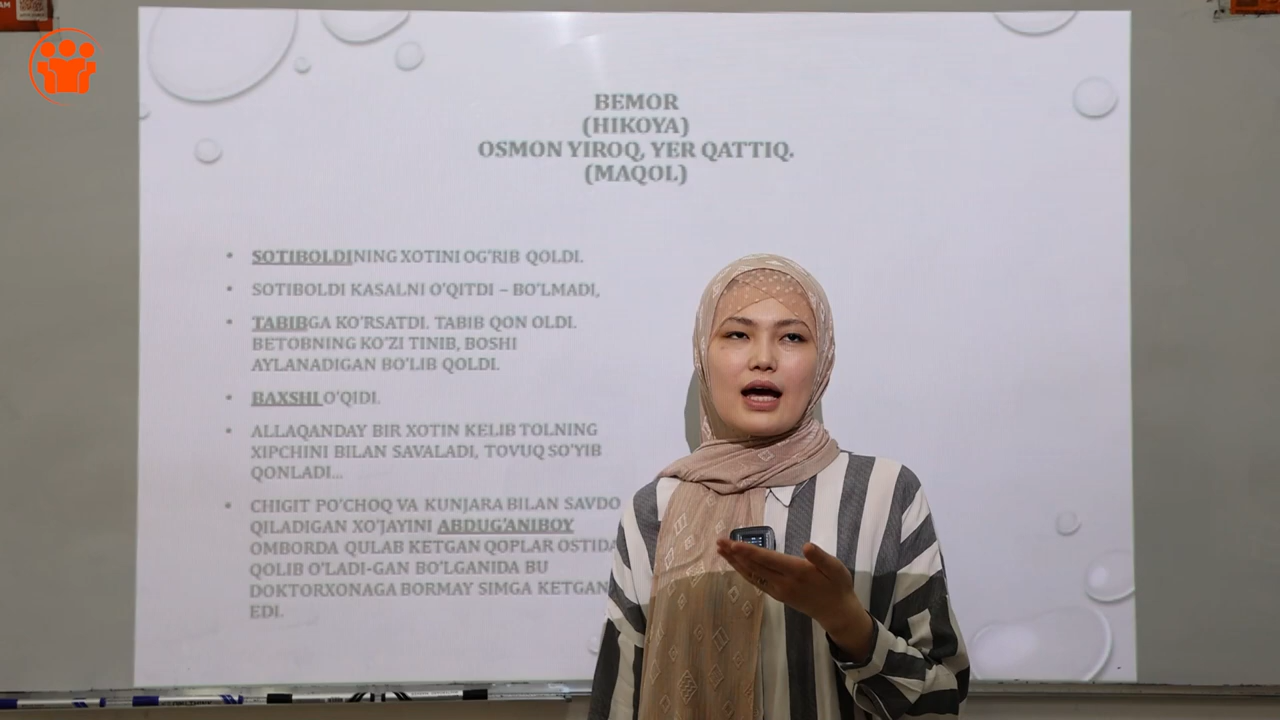 BEMOR
(HIKOYA)
OSMON YIROQ, YER QATTIQ.
(MAQOL)
• SOTIBOLDINING XOTINI OG'RIB QOLDI.
• SOTIBOLDI KASALNI O'QITDI – BO'LMADI,
• TABIBGA KO'RSATDI. TABIB QON OLDI.
BETOBNING KO'ZI TINIB, BOSHI
AYLANADIGAN BO'LIB QOLDI.
• BAXSHI O'QIDI.
• ALLAQANDAY BIR XOTIN KELIB TOLNING
XIPCHINI BILAN SAVALADI, TOVUQ SO'YIB
QONLADI...
• CHIGIT PO'CHOQ VA KUNJARA BILAN SAVDO
QILADIGAN XO'JAYINI ABDUG'ANIBOY
OMBORDA QULAB KETGAN QOPLAR OSTIDA
QOLIB O'LADI-GAN BO'LGANIDA BU
DOKTORXONAGA BORMAY SIMGA KETGAN
EDI.